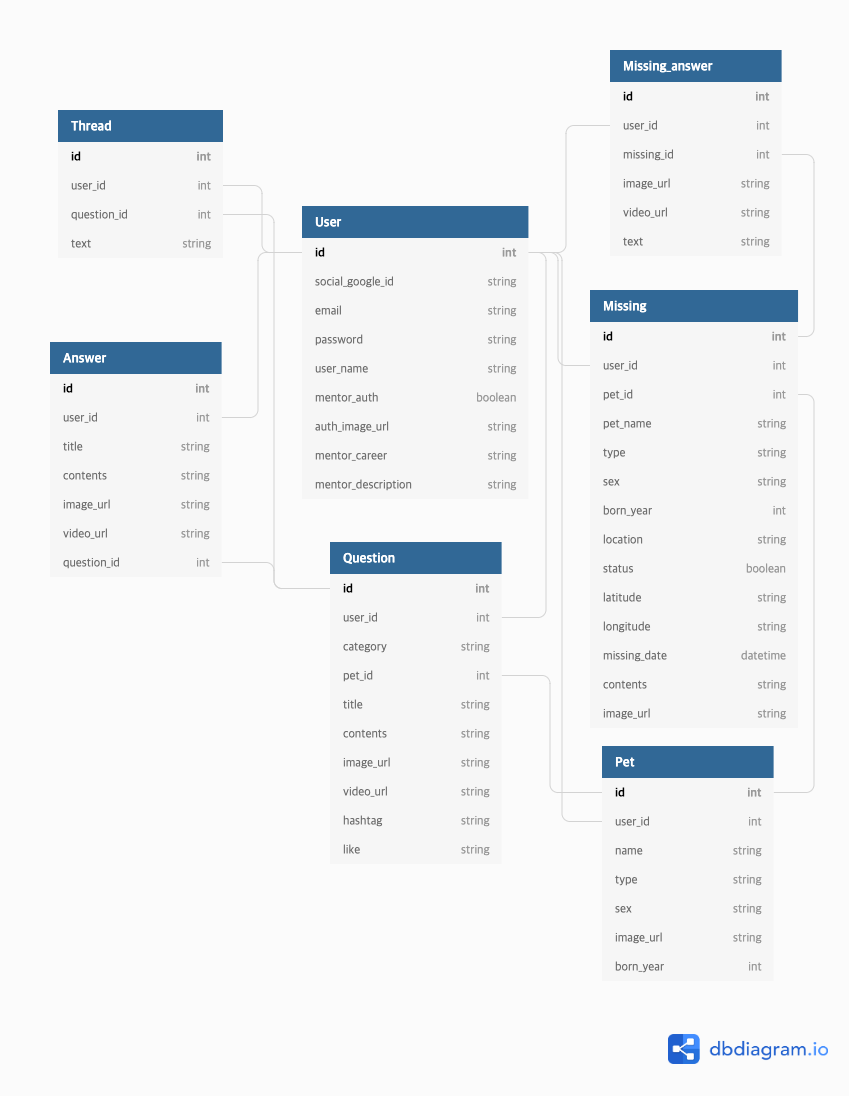 Missing_answer
id int
user_id int
missing_id int
image_url string
video_url string
text string
Thread
id int
user_id int
question_id int
text string
User
id int
social_google_id string
email string
password string
user_name string
mentor_auth boolean
auth_image_url string
mentor_career string
mentor_description string
Missing
id int
user_id int
pet_id int
pet_name string
type string
sex string
born_year int
location string
status boolean
latitude string
longitude string
missing_date datetime
contents string
image_url string
Answer
id int
user_id int
title string
contents string
image_url string
video_url string
question_id int
Question
id int
user_id int
category string
pet_id int
title string
contents string
image_url string
video_url string
hashtag string
like string
Pet
id int
user_id int
name string
type string
sex string
image_url string
born_year int
dbdiagram.io